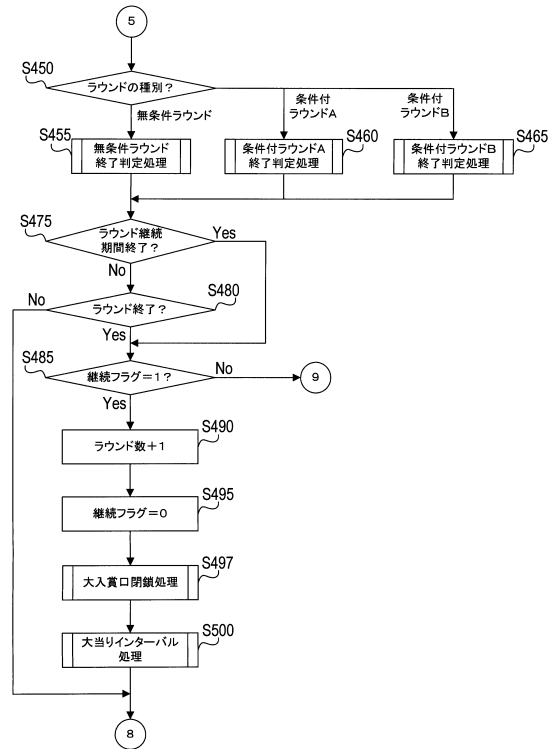 5
S450
ラウンドの種別?
無条件ラウンド
条件付
ラウンドA
条件付
ラウンドB
S455
無条件ラウンド
終了判定処理
S460
条件付ラウンドA
終了判定処理
S465
条件付ラウンドB
終了判定処理
S475
ラウンド継続
期間終了?
Yes
No
S480
ラウンド終了?
No
Yes
S485
継続フラグ=1?
No
9
Yes
S490
ラウンド数+1
S495
継続フラグ=0
S497
大入賞口閉鎖処理
S500
大当りインターバル
処理
8